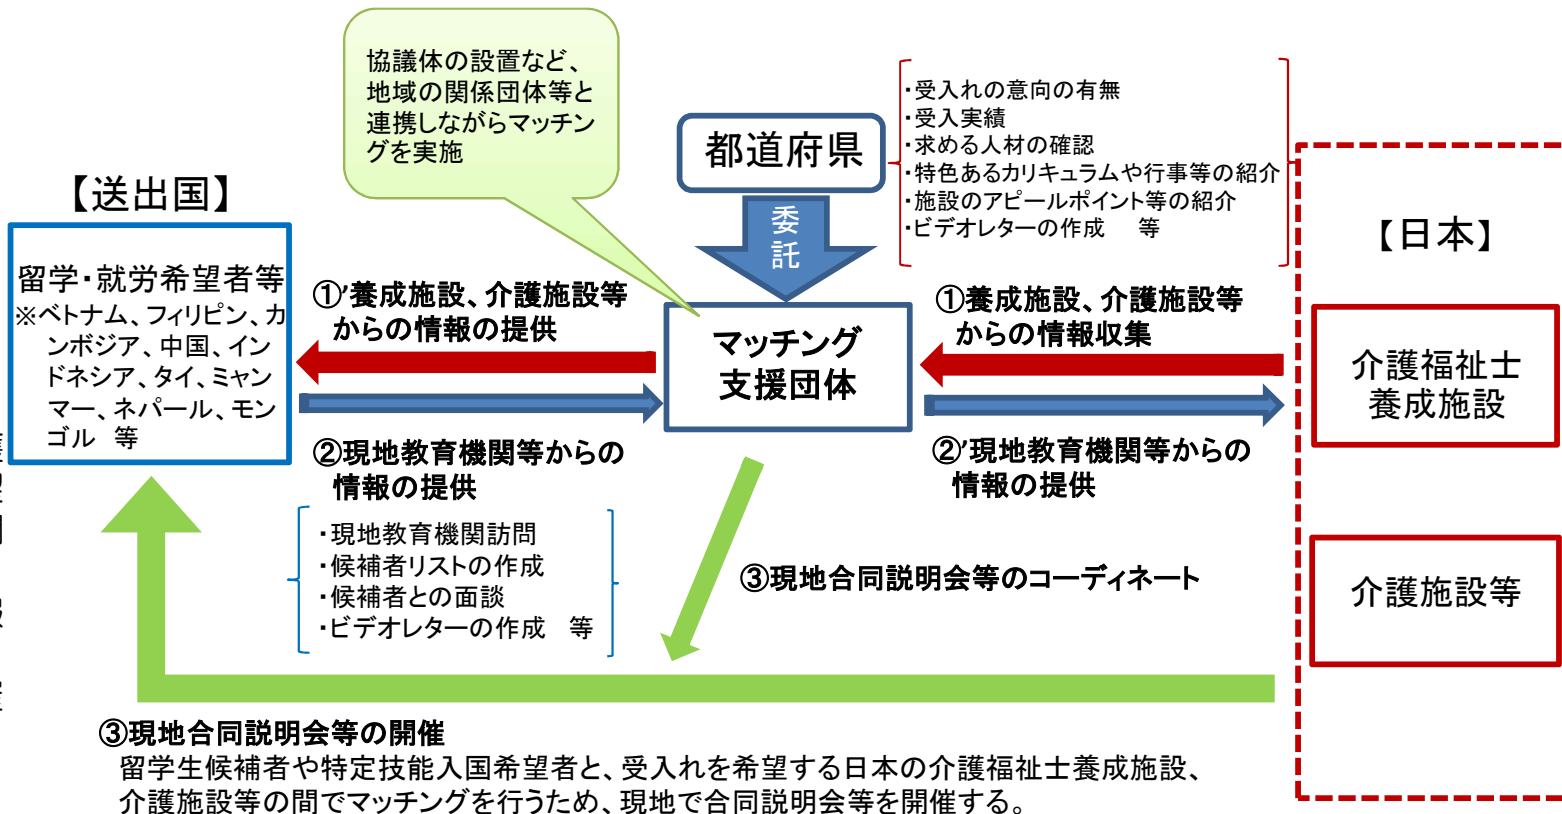 協議体の設置など、
地域の関係団体等と
連携しながらマッチン
グを実施
都道府県
委託
・受入れの意向の有無
・受入実績
・求める人材の確認
・特色あるカリキュラムや行事等の紹介
・施設のアピールポイント等の紹介
・ビデオレターの作成　等
【送出国】
留学・就労希望者等
※ベトナム、フィリピン、カ
ンボジア、中国、イン
ドネシア、タイ、ミャン
マー、ネパール、モン
ゴル　等
①’養成施設、介護施設等
からの情報の提供
マッチング
支援団体
①養成施設、介護施設等
からの情報収集
【日本】
介護福祉士
養成施設
介護施設等
②現地教育機関等からの
情報の提供
・現地教育機関訪問
・候補者リストの作成
・候補者との面談
・ビデオレターの作成　等
②’現地教育機関等からの
情報の提供
③現地合同説明会等のコーディネート
③現地合同説明会等の開催
留学生候補者や特定技能入国希望者と、受入れを希望する日本の介護福祉士養成施設、
介護施設等の間でマッチングを行うため、現地で合同説明会等を開催する。